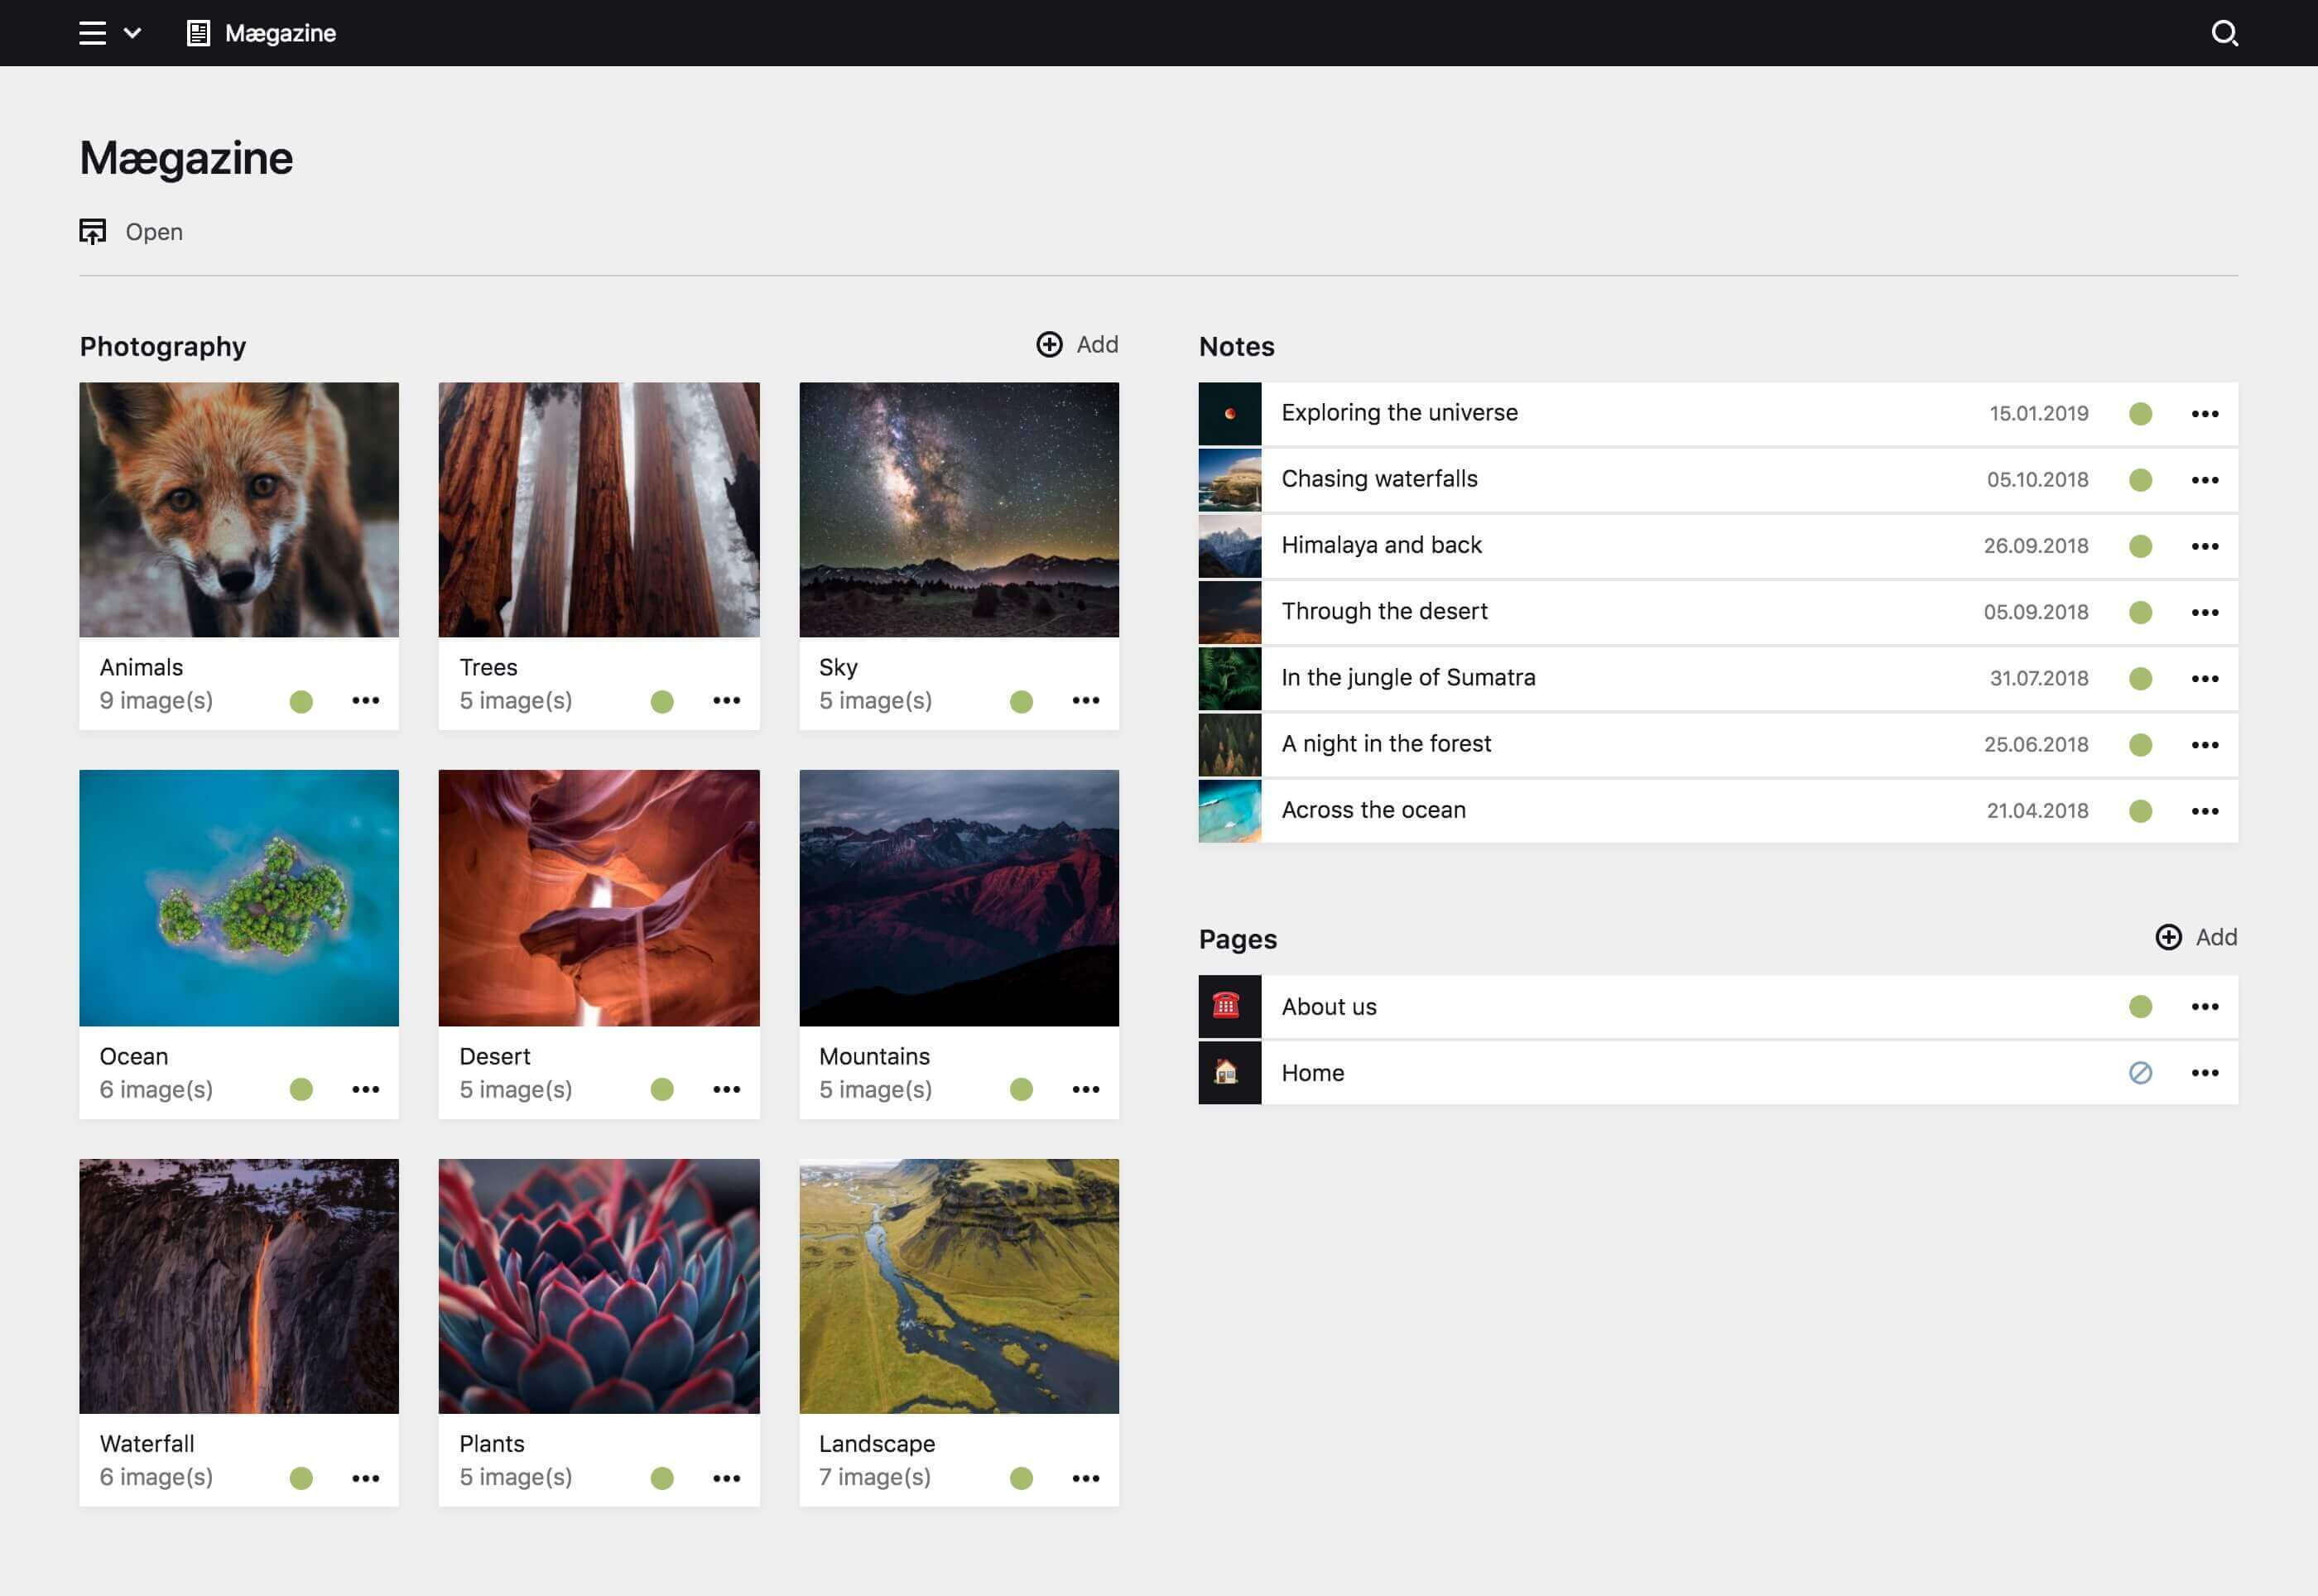 Mægazine
Mægazine
Open
Photography
Add
Animals
9 image(s)
Trees
5 image(s)
Sky
5 image(s)
Ocean
6 image(s)
Desert
5 image(s)
Mountains
5 image(s)
Waterfall
6 image(s)
Plants
5 image(s)
Landscape
7 image(s)
Notes
Exploring the universe 15.01.2019
Chasing waterfalls 05.10.2018
Himalaya and back 26.09.2018
Through the desert 05.09.2018
In the jungle of Sumatra 31.07.2018
A night in the forest 25.06.2018
Across the ocean 21.04.2018
Pages
Add
About us
Home